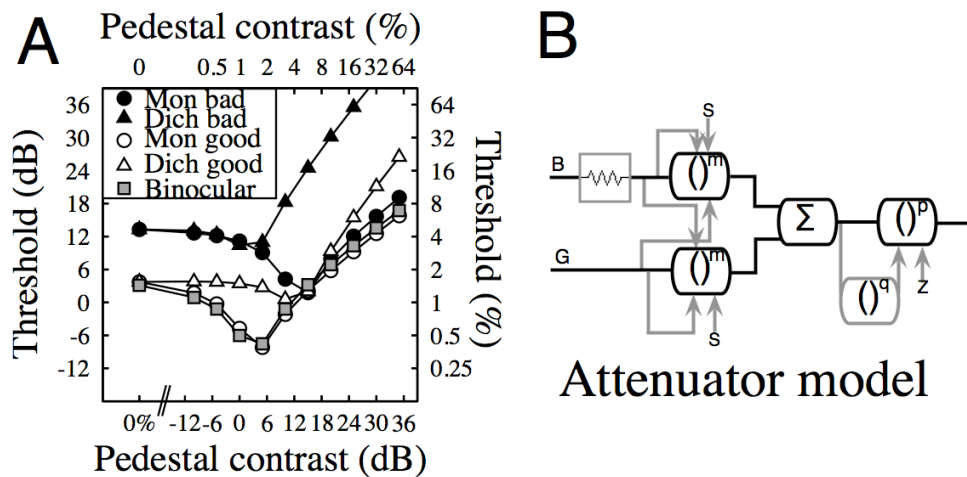 A
Pedestal contrast (%)
0 0.5 1 2 4 8 16 32 64
Mon bad
Dich bad
Mon good
Dich good
Binocular
Threshold (dB)
36
30
24
18
12
6
0
-6
-12
64
32
16
8
4
2
1
0.5
0.25
Threshold (%)
0% -12 -6 0 6 12 18 24 30 36
Pedestal contrast (dB)
B
S
B
()m
Σ
()p
G
()m
()q
Z
S
Attenuator model